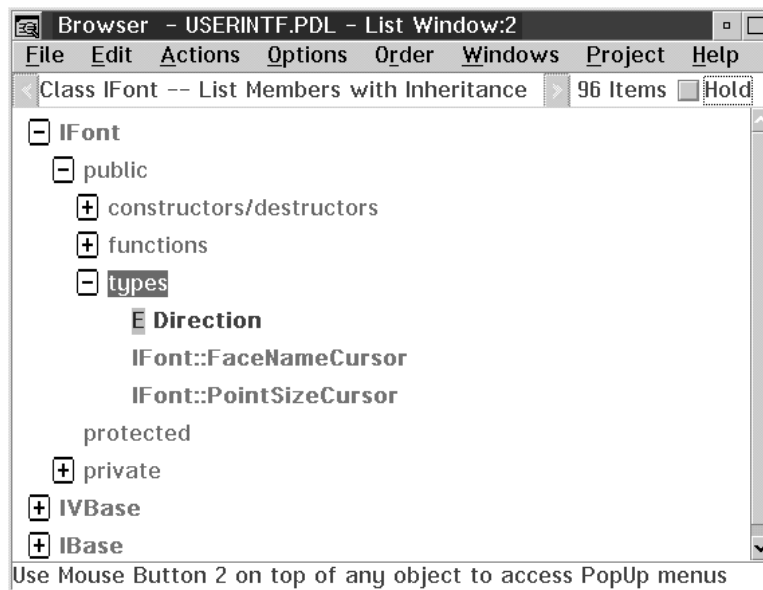 Browser - USERINTF.PDL - List Window:2
File Edit Actions Options Order Windows Project Help
Class IFont -- List Members with Inheritance 96 Items Hold
IFont
public
constructors/destructors
functions
types
E Direction
IFont::FaceNameCursor
IFont::PointSizeCursor
protected
private
IVBase
IBase
Use Mouse Button 2 on top of any object to access PopUp menus